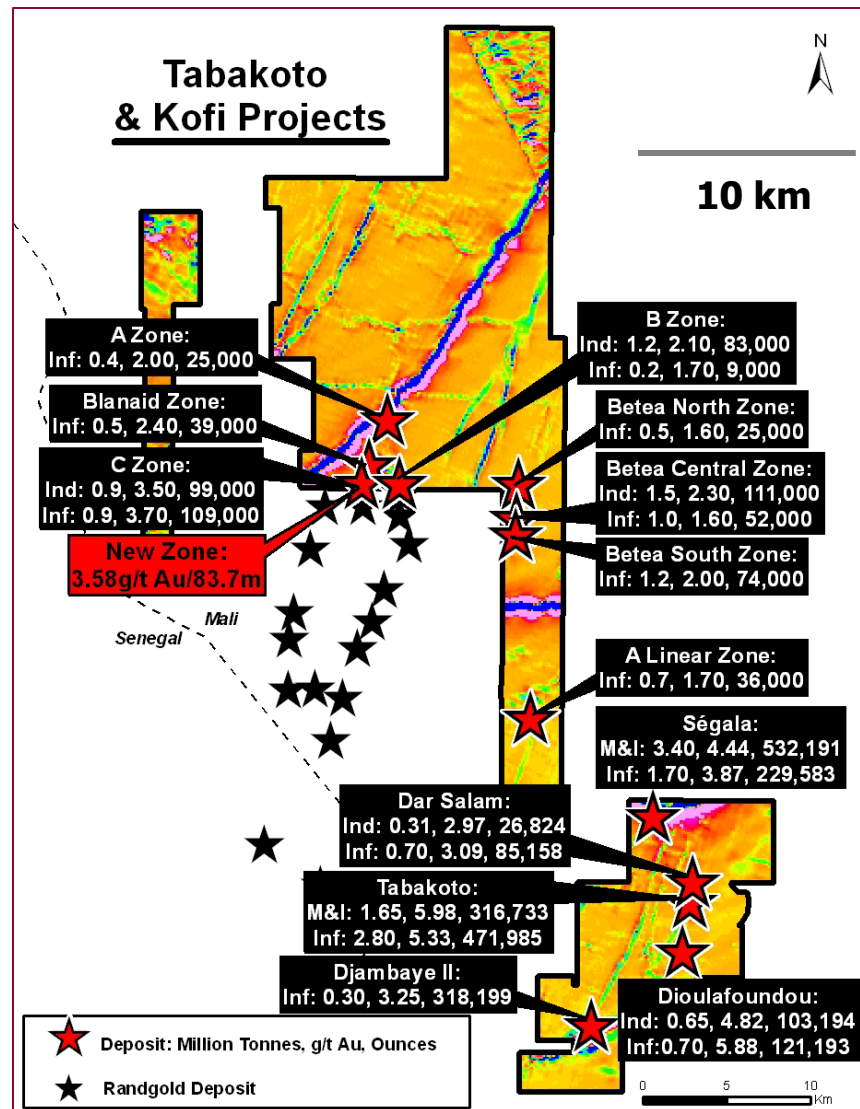 Tabakoto
& Kofi Projects
N
10 km
A Zone:
Inf: 0.4, 2.00, 25,000
Blanaid Zone:
Inf: 0.5, 2.40, 39,000
C Zone:
Ind: 0.9, 3.50, 99,000
Inf: 0.9, 3.70, 109,000
New Zone:
3.58g/t Au/83.7m
B Zone:
Ind: 1.2, 2.10, 83,000
Inf: 0.2, 1.70, 9,000
Betea North Zone:
Inf: 0.5, 1.60, 25,000
Betea Central Zone:
Ind: 1.5, 2.30, 111,000
Inf: 1.0, 1.60, 52,000
Betea South Zone:
Inf: 1.2, 2.00, 74,000
Mali
Senegal
A Linear Zone:
Inf: 0.7, 1.70, 36,000
Ségala:
M&I: 3.40, 4.44, 532,191
Inf: 1.70, 3.87, 229,583
Dar Salam:
Ind: 0.31, 2.97, 26,824
Inf: 0.70, 3.09, 85,158
Tabakoto:
M&I: 1.65, 5.98, 316,733
Inf: 2.80, 5.33, 471,985
Djambaye II:
Inf: 0.30, 3.25, 318,199
Dioulafoundou:
Ind: 0.65, 4.82, 103,194
Inf:0.70, 5.88, 121,193
Deposit: Million Tonnes, g/t Au, Ounces
Randgold Deposit
0 5 10
Km